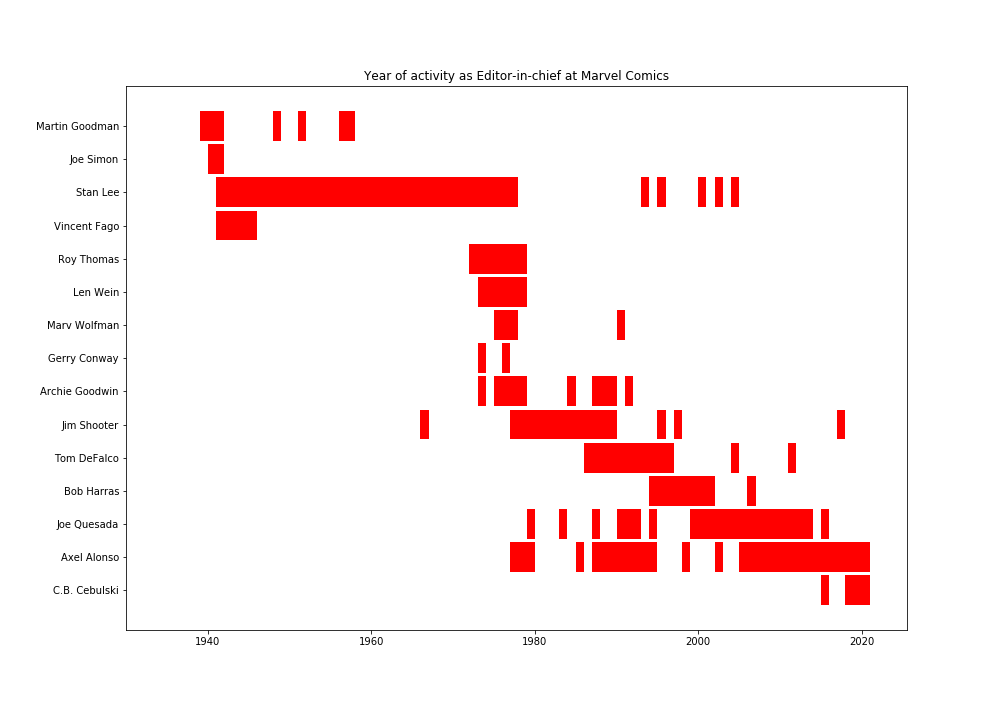 Year of activity as Editor-in-chief at Marvel Comics
Martin Goodman
Joe Simon
Stan Lee
Vincent Fago
Roy Thomas
Len Wein
Marv Wolfman
Gerry Conway
Archie Goodwin
Jim Shooter
Tom DeFalco
Bob Harras
Joe Quesada
Axel Alonso
C.B. Cebulski
1940 1960 1980 2000 2020